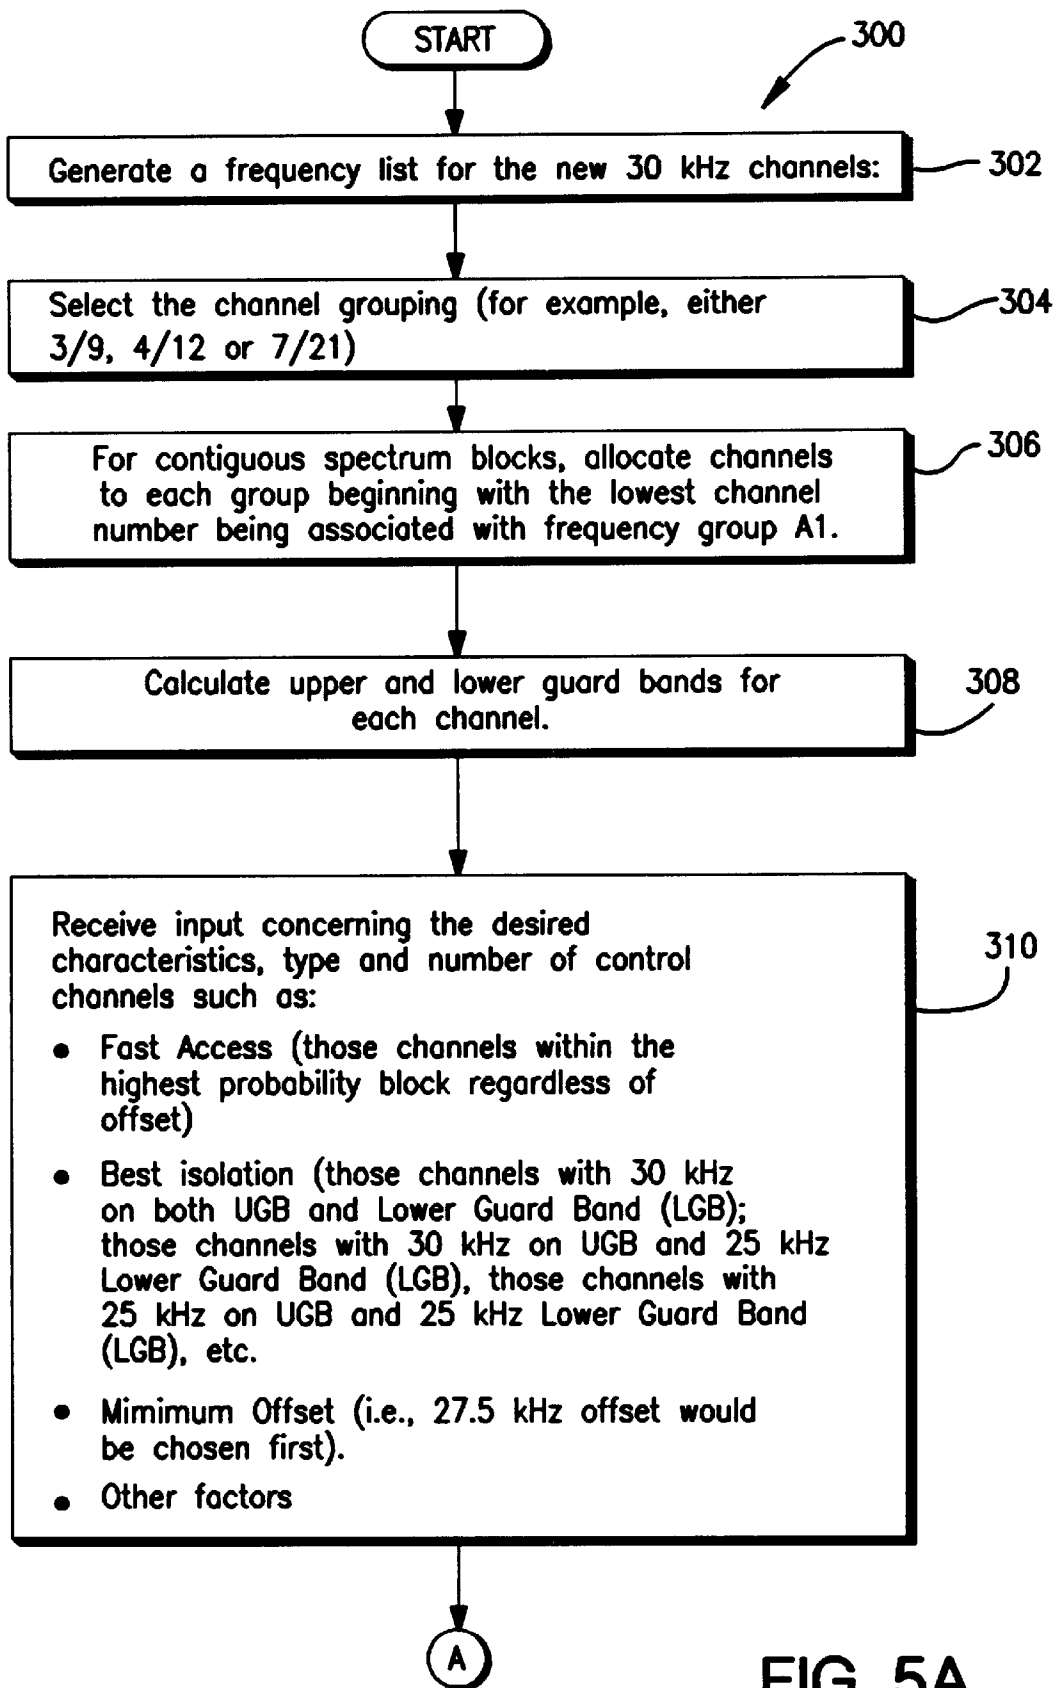 START
300
Generate a frequency list for the new 30 kHz channels:
302
Select the channel grouping (for example, either
3/9, 4/12 or 7/21)
304
For contiguous spectrum blocks, allocate channels
to each group beginning with the lowest channel
number being associated with frequency group A1.
306
Calculate upper and lower guard bands for
each channel.
308
Receive input concerning the desired
characteristics, type and number of control
channels such as:
310
• Fast Access (those channels within the
highest probability block regardless of
offset)
• Best isolation (those channels with 30 kHz
on both UGB and Lower Guard Band (LGB);
those channels with 30 kHz on UGB and 25 kHz
Lower Guard Band (LGB), those channels with
25 kHz on UGB and 25 kHz Lower Guard Band
(LGB), etc.
• Mimimum Offset (i.e., 27.5 kHz offset would
be chosen first).
• Other factors
A
FIG. 5A